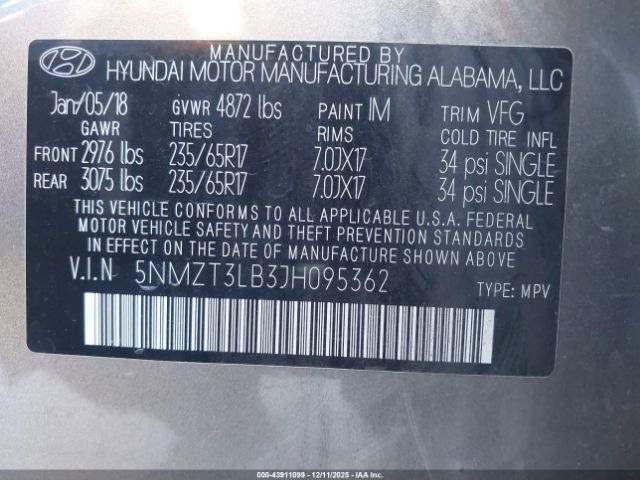 MANUFACTURED BY
HYUNDAI MOTOR MANUFACTURING ALABAMA, LLC
Jan/05/18 GVWR 4872 lbs PAINT IM TRIM VFG
GAWR TIRES RIMS COLD TIRE INFL
FRONT 2976 lbs 235/65R17 7.0JX17 34 psi SINGLE
REAR 3075 lbs 235/65R17 7.0JX17 34 psi SINGLE
THIS VEHICLE CONFORMS TO ALL APPLICABLE U.S.A. FEDERAL
MOTOR VEHICLE SAFETY AND THEFT PREVENTION STANDARDS
IN EFFECT ON THE DATE OF MANUFACTURE SHOWN ABOVE.
V.I.N 5NMZT3LB3JH095362
TYPE: MPV
000-43911099 - 12/11/2025 - IAAI.COM